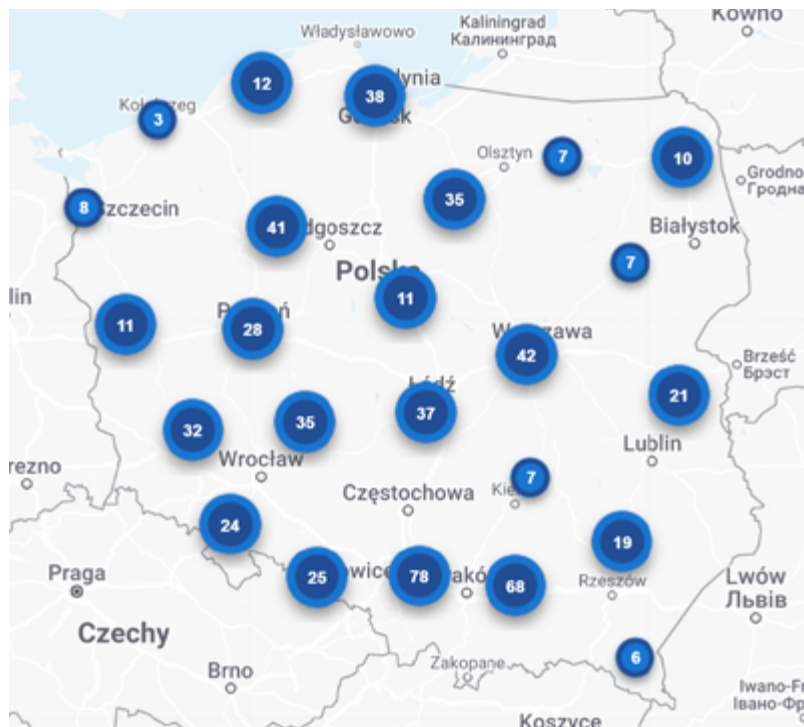 Kowno
Kaliningrad
Калининград
Władysławowo
12
38
3
Olsztyn
7
10
Grodno
Гродна
8
35
Białystok
41
7
Polska
11
11
28
42
Brześć
Брэст
21
37
35
32
Lublin
Wrocław
7
Częstochowa
24
19
Praga
25
78
68
Rzeszów
Lwów
Львів
Czechy
6
Zakopane
Brno
Koszyce